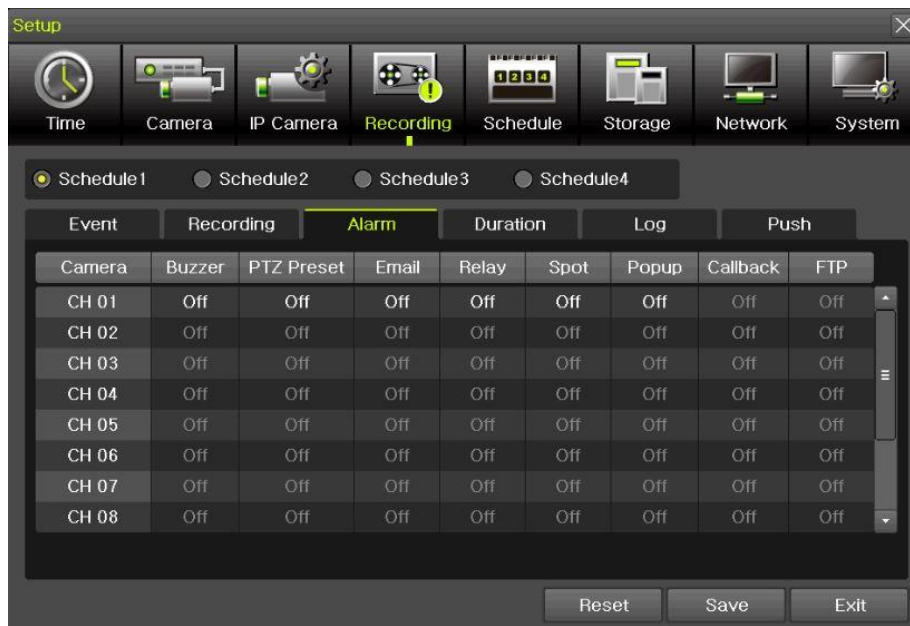 Setup
Time Camera IP Camera Recording Schedule Storage Network System
Schedule1 Schedule2 Schedule3 Schedule4
Event Recording Alarm Duration Log Push
Camera Buzzer PTZ Preset Email Relay Spot Popup Callback FTP
CH 01 Off Off Off Off Off Off Off Off
CH 02 Off Off Off Off Off Off Off Off
CH 03 Off Off Off Off Off Off Off Off
CH 04 Off Off Off Off Off Off Off Off
CH 05 Off Off Off Off Off Off Off Off
CH 06 Off Off Off Off Off Off Off Off
CH 07 Off Off Off Off Off Off Off Off
CH 08 Off Off Off Off Off Off Off Off
Reset Save Exit